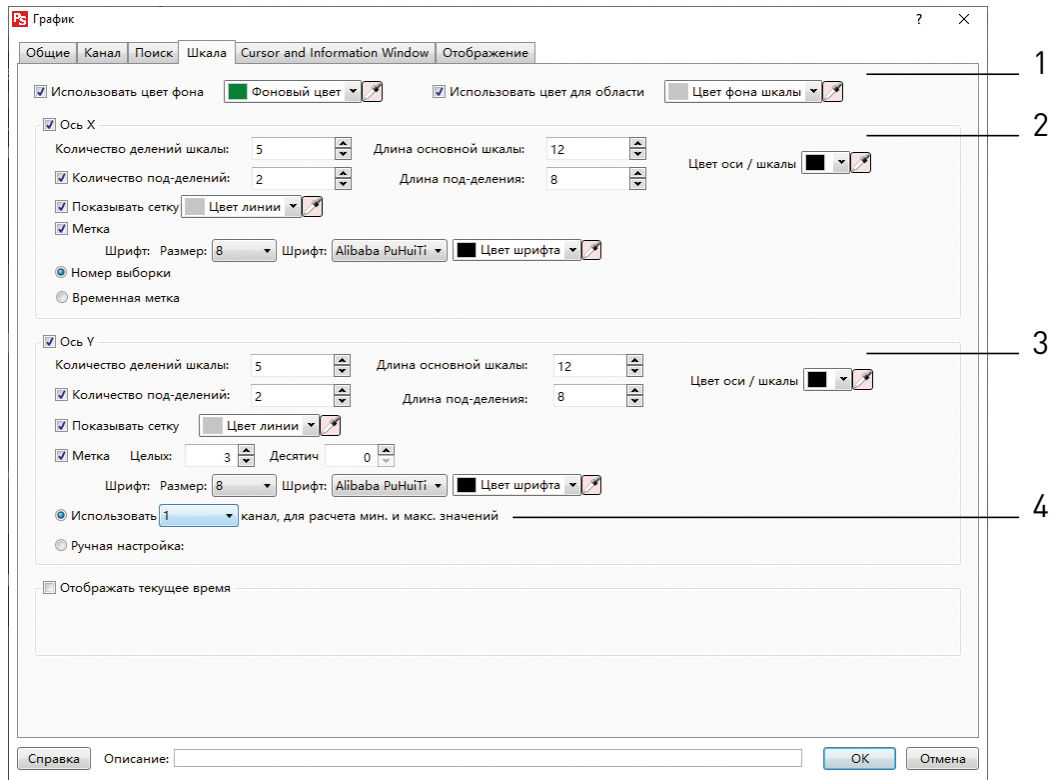 PS График ? ×
Общие Канал Поиск Шкала Cursor and Information Window Отображение
1
Использовать цвет фона Фоновый цвет Использовать цвет для области Цвет фона шкалы
2
Ось X
Количество делений шкалы: 5 Длина основной шкалы: 12
Цвет оси / шкалы
Количество под-делений: 2 Длина под-деления: 8
Показывать сетку Цвет линии
Метка
Шрифт: Размер: 8 Шрифт: Alibaba PuHuiTi Цвет шрифта
Номер выборки
Временная метка
3
Ось Y
Количество делений шкалы: 5 Длина основной шкалы: 12
Цвет оси / шкалы
Количество под-делений: 2 Длина под-деления: 8
Показывать сетку Цвет линии
Метка Целых: 3 Десятич 0
Шрифт: Размер: 8 Шрифт: Alibaba PuHuiTi Цвет шрифта
Использовать 1 канал, для расчета мин. и макс. значений
4
Ручная настройка:
Отображать текущее время
Справка Описание: OK Отмена